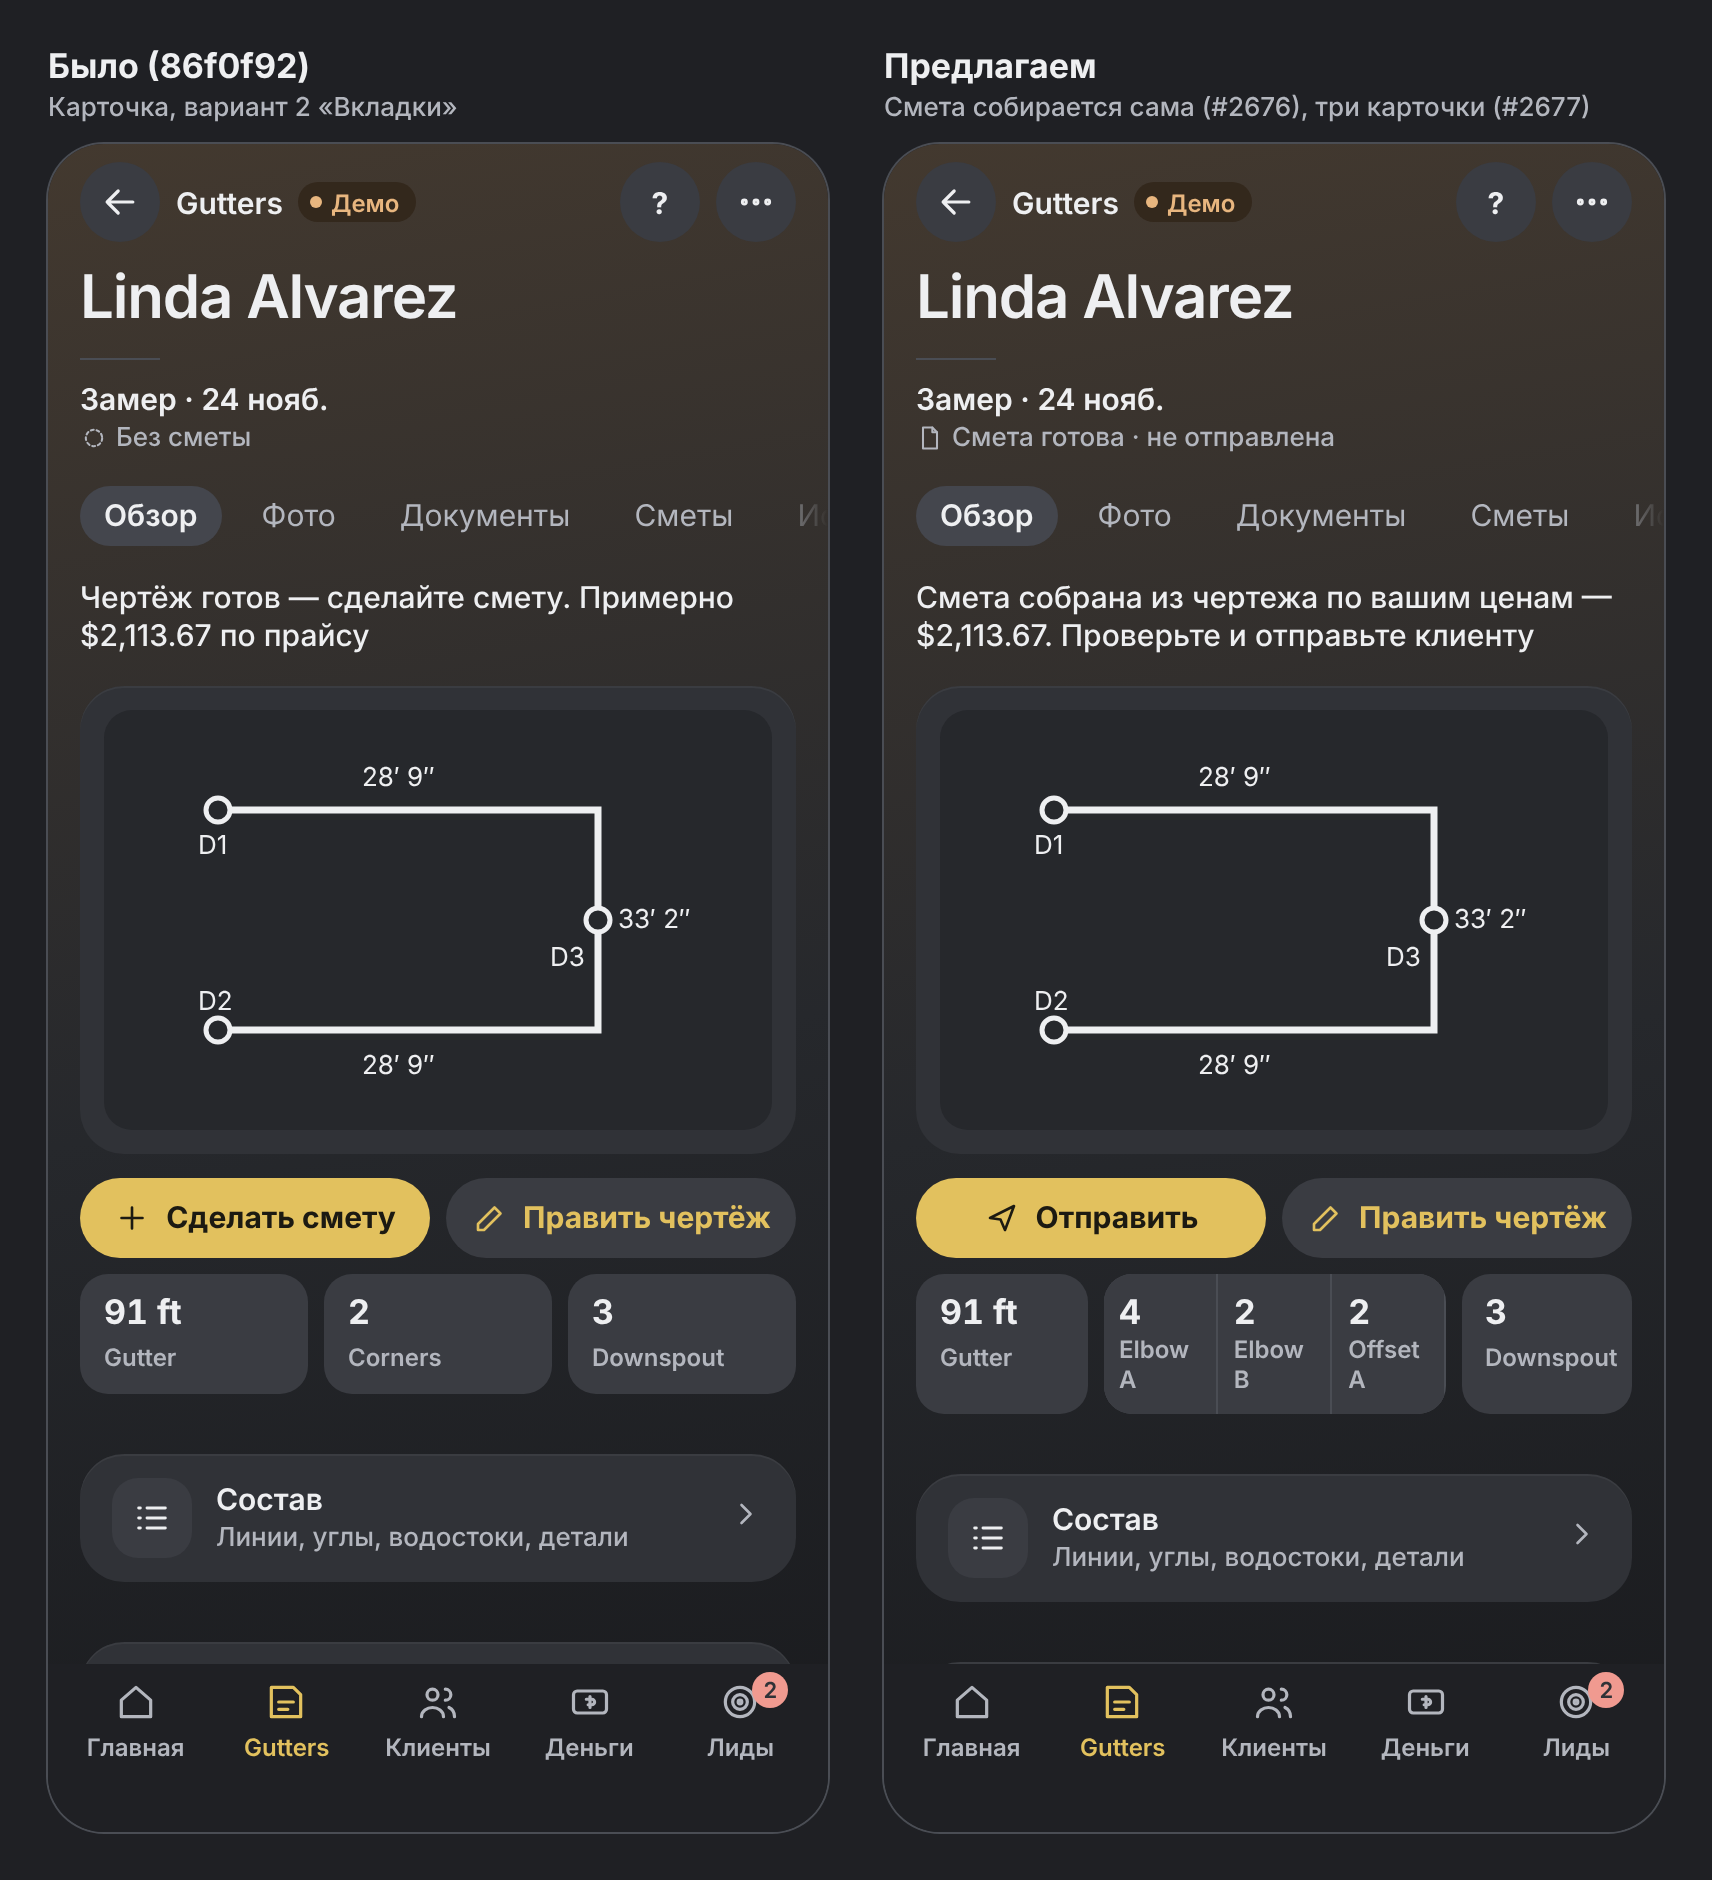 Было (86f0f92)
Карточка, вариант 2 «Вкладки»
Gutters
Демо
?
Linda Alvarez
Замер · 24 нояб.
Без сметы
Обзор Фото Документы Сметы
Чертёж готов — сделайте смету. Примерно
$2,113.67 по прайсу
28′ 9″
D1
33′ 2″
D3
D2
28′ 9″
Сделать смету
Править чертёж
91 ft
Gutter
2
Corners
3
Downspout
Состав
Линии, углы, водостоки, детали
2
Главная Gutters Клиенты Деньги Лиды
Предлагаем
Смета собирается сама (#2676), три карточки (#2677)
Gutters
Демо
?
Linda Alvarez
Замер · 24 нояб.
Смета готова · не отправлена
Обзор Фото Документы Сметы
Смета собрана из чертежа по вашим ценам —
$2,113.67. Проверьте и отправьте клиенту
28′ 9″
D1
33′ 2″
D3
D2
28′ 9″
Отправить
Править чертёж
91 ft
Gutter
4
Elbow
A
2
Elbow
B
2
Offset
A
3
Downspout
Состав
Линии, углы, водостоки, детали
2
Главная Gutters Клиенты Деньги Лиды